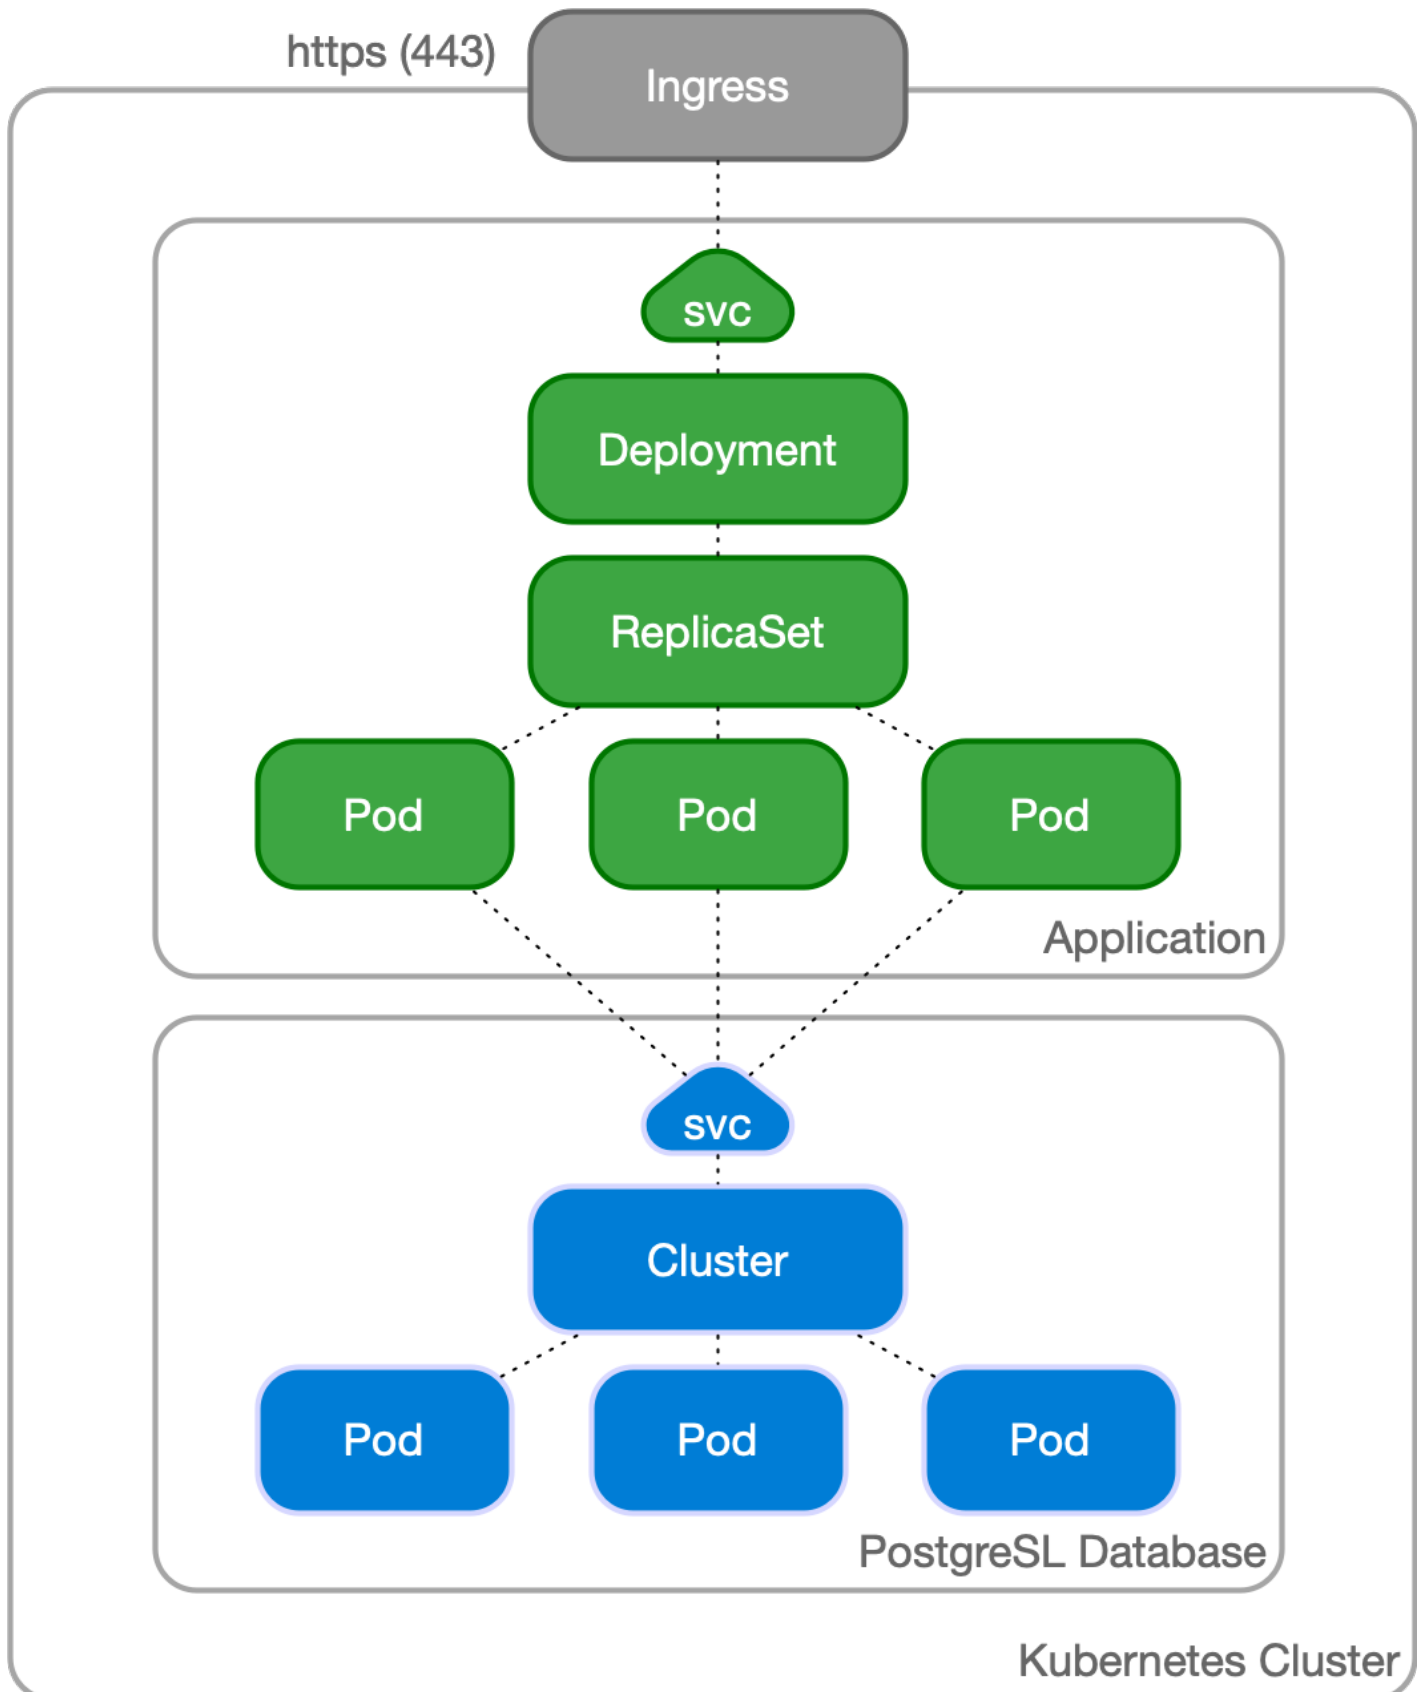 https (443)
Ingress
svc
Deployment
ReplicaSet
Pod
Pod
Pod
Application
svc
Cluster
Pod
Pod
Pod
PostgreSL Database
Kubernetes Cluster